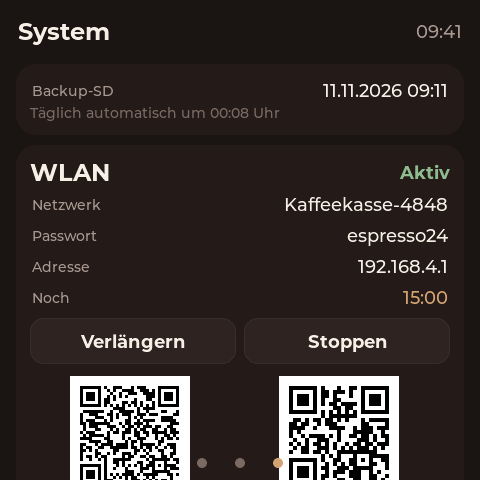 System 09:41
Backup-SD 11.11.2026 09:11
Täglich automatisch um 00:08 Uhr
WLAN Aktiv
Netzwerk Kaffeekasse-4848
Passwort espresso24
Adresse 192.168.4.1
Noch 15:00
Verlängern Stoppen